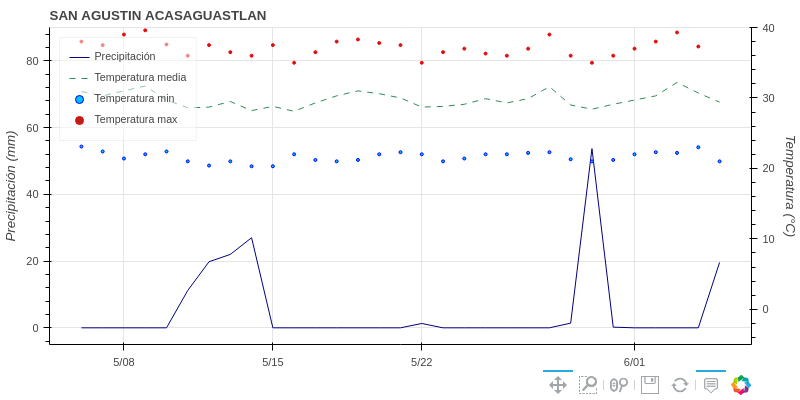 SAN AGUSTIN ACASAGUASTLAN
Precipitación
Temperatura media
Temperatura min
Temperatura max
Precipitación (mm)
80
60
40
20
0
Temperatura (°C)
40
30
20
10
0
5/08
5/15
5/22
6/01